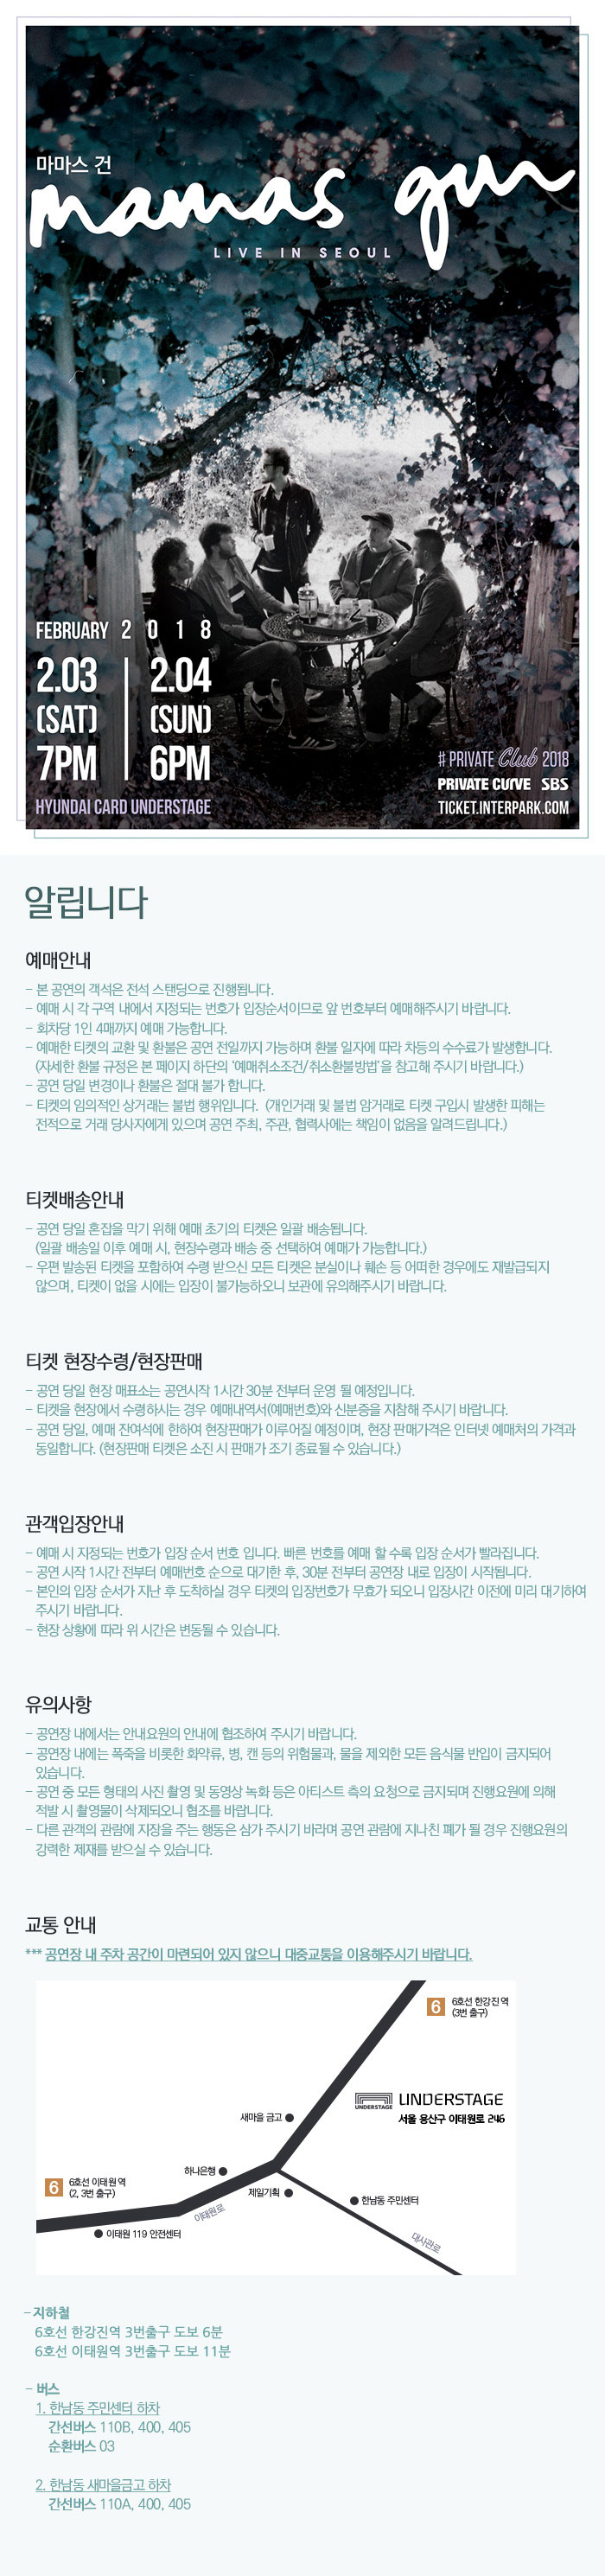 마마스 건
mamas gun
LIVE IN SEOUL
FEBRUARY 2 0 1 8
2.03 | 2.04
(SAT) (SUN)
7PM 6PM
HYUNDAI CARD UNDERSTAGE
# PRIVATE Club 2018
PRIVATE CURVE SBS
TICKET.INTERPARK.COM
알립니다
예매안내
- 본 공연의 객석은 전석 스탠딩으로 진행됩니다.
- 예매 시 각 구역 내에서 지정되는 번호가 입장순서이므로 앞 번호부터 예매해주시기 바랍니다.
- 회차당 1인 4매까지 예매 가능합니다.
- 예매한 티켓의 교환 및 환불은 공연 전일까지 가능하며 환불 일자에 따라 차등의 수수료가 발생합니다.
(자세한 환불 규정은 본 페이지 하단의 '예매취소조건/취소환불방법'을 참고해 주시기 바랍니다.)
- 공연 당일 변경이나 환불은 절대 불가 합니다.
- 티켓의 임의적인 상거래는 불법 행위입니다. (개인거래 및 불법 암거래로 티켓 구입시 발생한 피해는
전적으로 거래 당사자에게 있으며 공연 주최, 주관, 협력사에는 책임이 없음을 알려드립니다.)
티켓배송안내
- 공연 당일 혼잡을 막기 위해 예매 초기의 티켓은 일괄 배송됩니다.
(일괄 배송일 이후 예매 시, 현장수령과 배송 중 선택하여 예매가 가능합니다.)
- 우편 발송된 티켓을 포함하여 수령 받으신 모든 티켓은 분실이나 훼손 등 어떠한 경우에도 재발급되지
않으며, 티켓이 없을 시에는 입장이 불가능하오니 보관에 유의해주시기 바랍니다.
티켓 현장수령/현장판매
- 공연 당일 현장 매표소는 공연시작 1시간 30분 전부터 운영 될 예정입니다.
- 티켓을 현장에서 수령하시는 경우 예매내역서(예매번호)와 신분증을 지참해 주시기 바랍니다.
- 공연 당일, 예매 잔여석에 한하여 현장판매가 이루어질 예정이며, 현장 판매가격은 인터넷 예매처의 가격과
동일합니다. (현장판매 티켓은 소진 시 판매가 조기 종료될 수 있습니다.)
관객입장안내
- 예매 시 지정되는 번호가 입장 순서 번호 입니다. 빠른 번호를 예매 할 수록 입장 순서가 빨라집니다.
- 공연 시작 1시간 전부터 예매번호 순으로 대기한 후, 30분 전부터 공연장 내로 입장이 시작됩니다.
- 본인의 입장 순서가 지난 후 도착하실 경우 티켓의 입장번호가 무효가 되오니 입장시간 이전에 미리 대기하여
주시기 바랍니다.
- 현장 상황에 따라 위 시간은 변동될 수 있습니다.
유의사항
- 공연장 내에서는 안내요원의 안내에 협조하여 주시기 바랍니다.
- 공연장 내에는 폭죽을 비롯한 화약류, 병, 캔 등의 위험물과, 물을 제외한 모든 음식물 반입이 금지되어
있습니다.
- 공연 중 모든 형태의 사진 촬영 및 동영상 녹화 등은 아티스트 측의 요청으로 금지되며 진행요원에 의해
적발 시 촬영물이 삭제되오니 협조를 바랍니다.
- 다른 관객의 관람에 지장을 주는 행동은 삼가 주시기 바라며 공연 관람에 지나친 폐가 될 경우 진행요원의
강력한 제재를 받으실 수 있습니다.
교통 안내
*** 공연장 내 주차 공간이 마련되어 있지 않으니 대중교통을 이용해주시기 바랍니다.
6 6호선 한강진 역
(3번 출구)
UNDERSTAGE UNDERSTAGE
서울 용산구 이태원로 246
새마을 금고
하나은행
6 6호선 이태원 역
(2, 3번 출구)
제일기획
한남동 주민센터
이태원로
이태원 119 안전센터
대사관로
- 지하철
6호선 한강진역 3번출구 도보 6분
6호선 이태원역 3번출구 도보 11분
- 버스
1. 한남동 주민센터 하차
간선버스 110B, 400, 405
순환버스 03
2. 한남동 새마을금고 하차
간선버스 110A, 400, 405